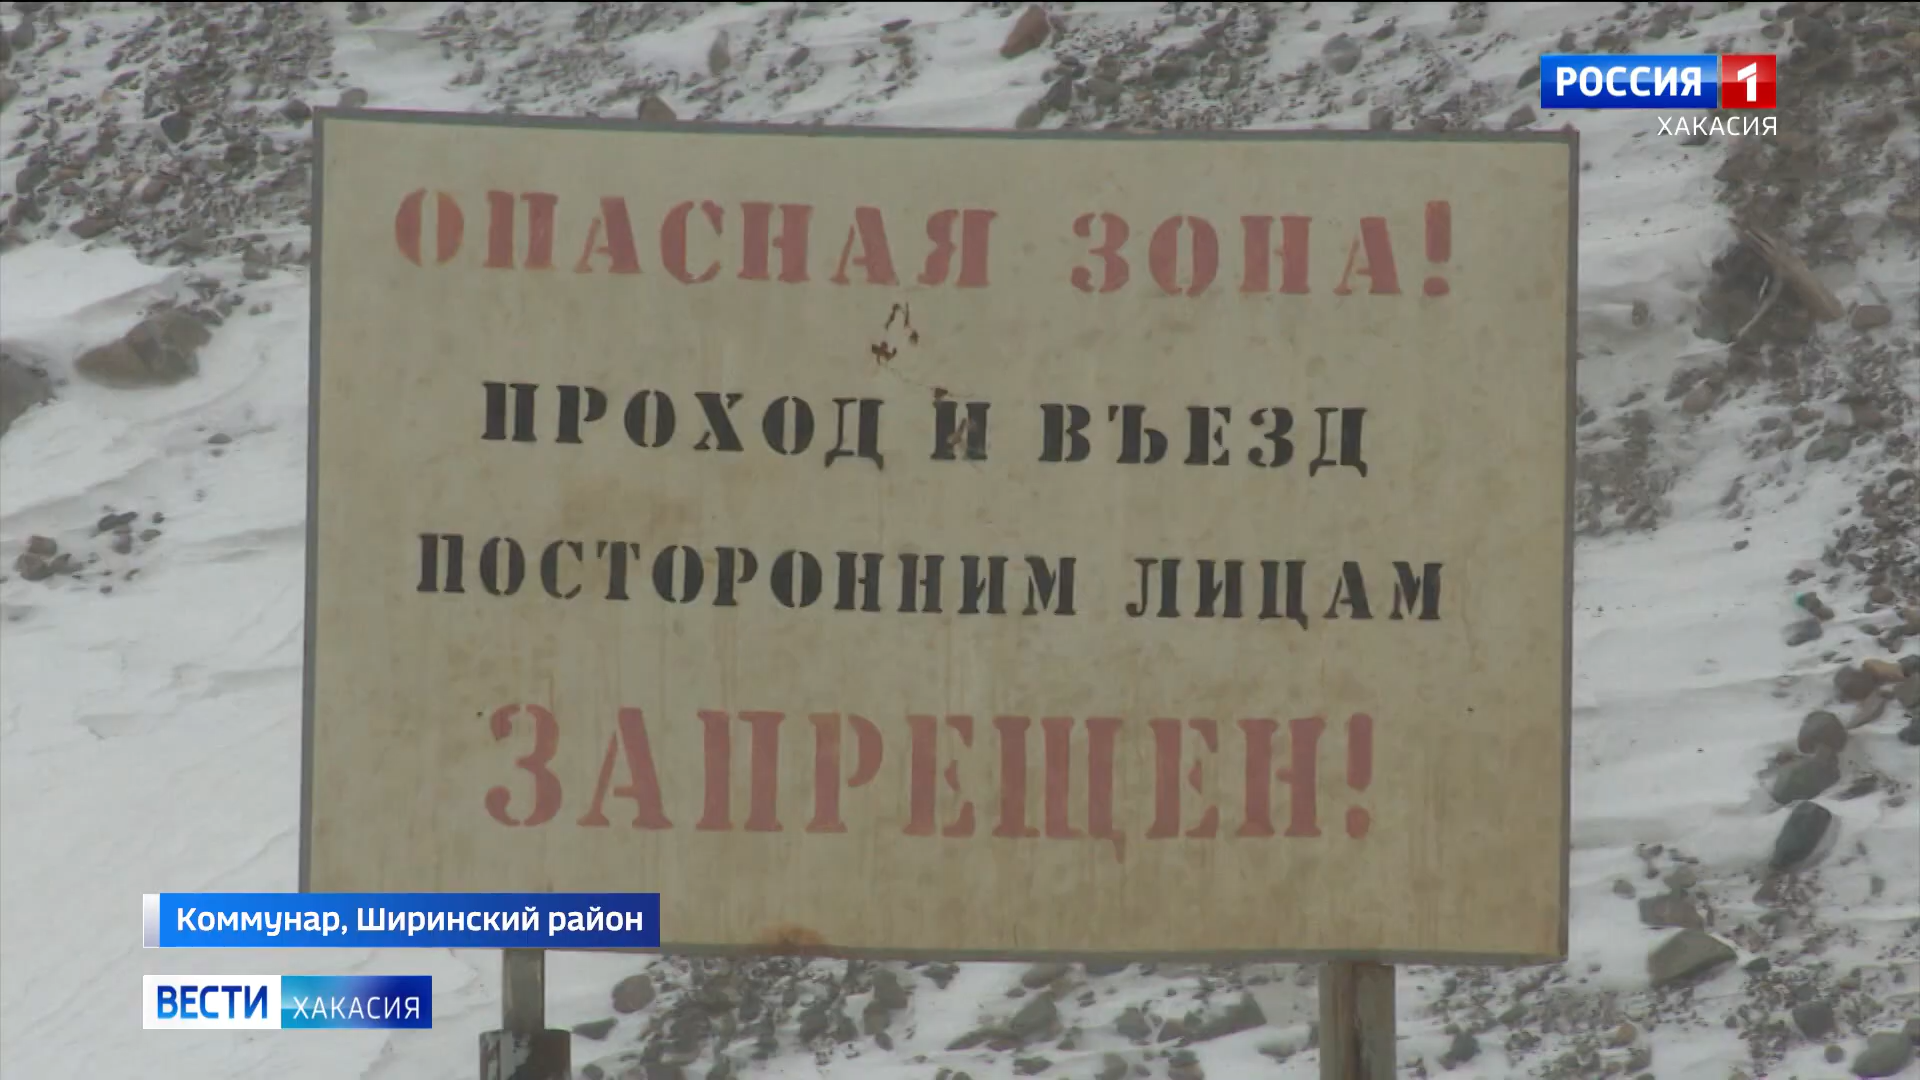 РОССИЯ 1
ХАКАСИЯ
ОПАСНАЯ ЗОНА!
ПРОХОД И ВЪЕЗД
ПОСТОРОННИМ ЛИЦАМ
ЗАПРЕЩЕН!
Коммунар, Ширинский район
ВЕСТИ ХАКАСИЯ